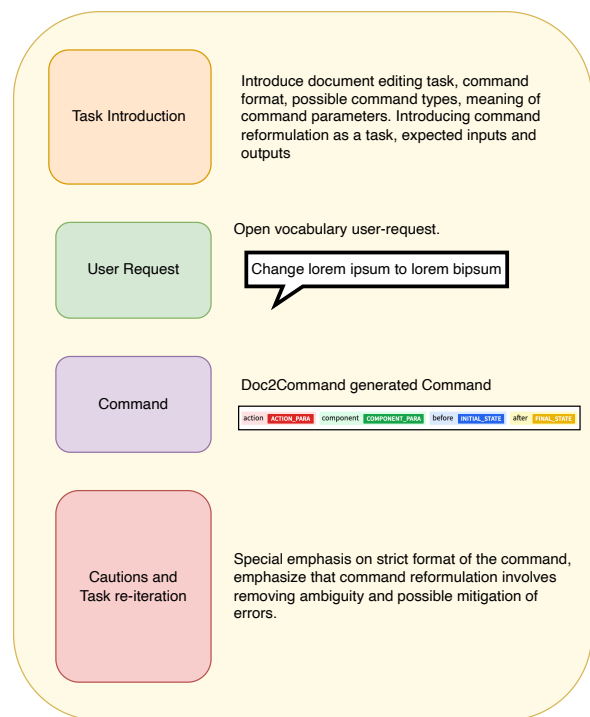 Task Introduction
Introduce document editing task, command
format, possible command types, meaning of
command parameters. Introducing command
reformulation as a task, expected inputs and
outputs
User Request
Open vocabulary user-request.
Change lorem ipsum to lorem bipsum
Command
Doc2Command generated Command
action ACTION_PARA component COMPONENT_PARA before INITIAL_STATE after FINAL_STATE
Cautions and
Task re-iteration
Special emphasis on strict format of the command,
emphasize that command reformulation involves
removing ambiguity and possible mitigation of
errors.